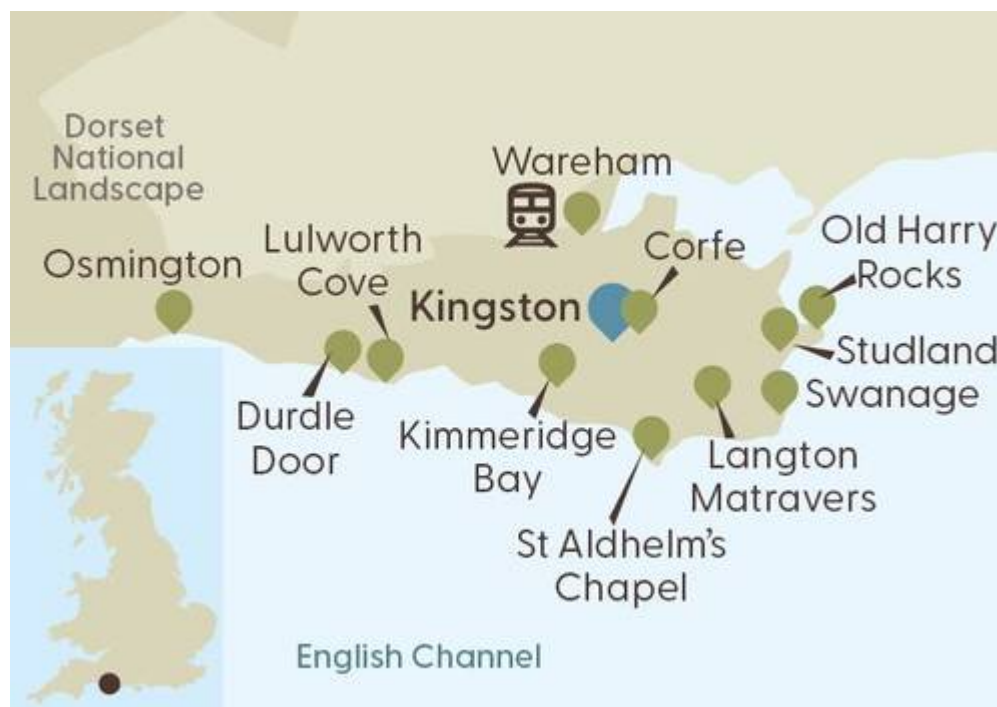 Dorset
National
Landscape
Wareham
Osmington
Lulworth
Cove
Corfe
Old Harry
Rocks
Kingston
Studland
Swanage
Durdle
Door
Kimmeridge
Bay
Langton
Matravers
St Aldhelm's
Chapel
English Channel